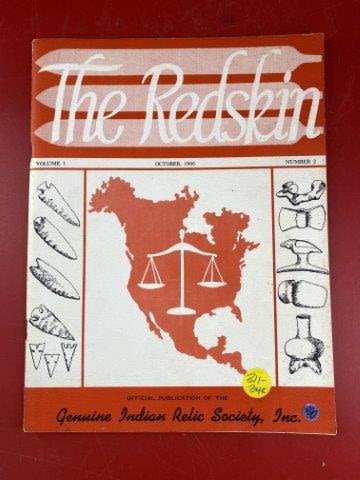 The Redskin
VOLUME 1 OCTOBER, 1966 NUMBER 2
OFFICIAL PUBLICATION OF THE
Genuine Indian Relic Society, Inc.